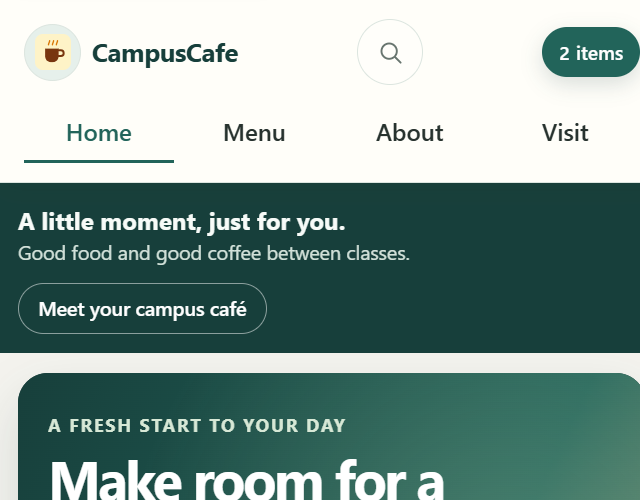 CampusCafe
2 items
Home Menu About Visit
A little moment, just for you.
Good food and good coffee between classes.
Meet your campus café
A FRESH START TO YOUR DAY
Make room for a